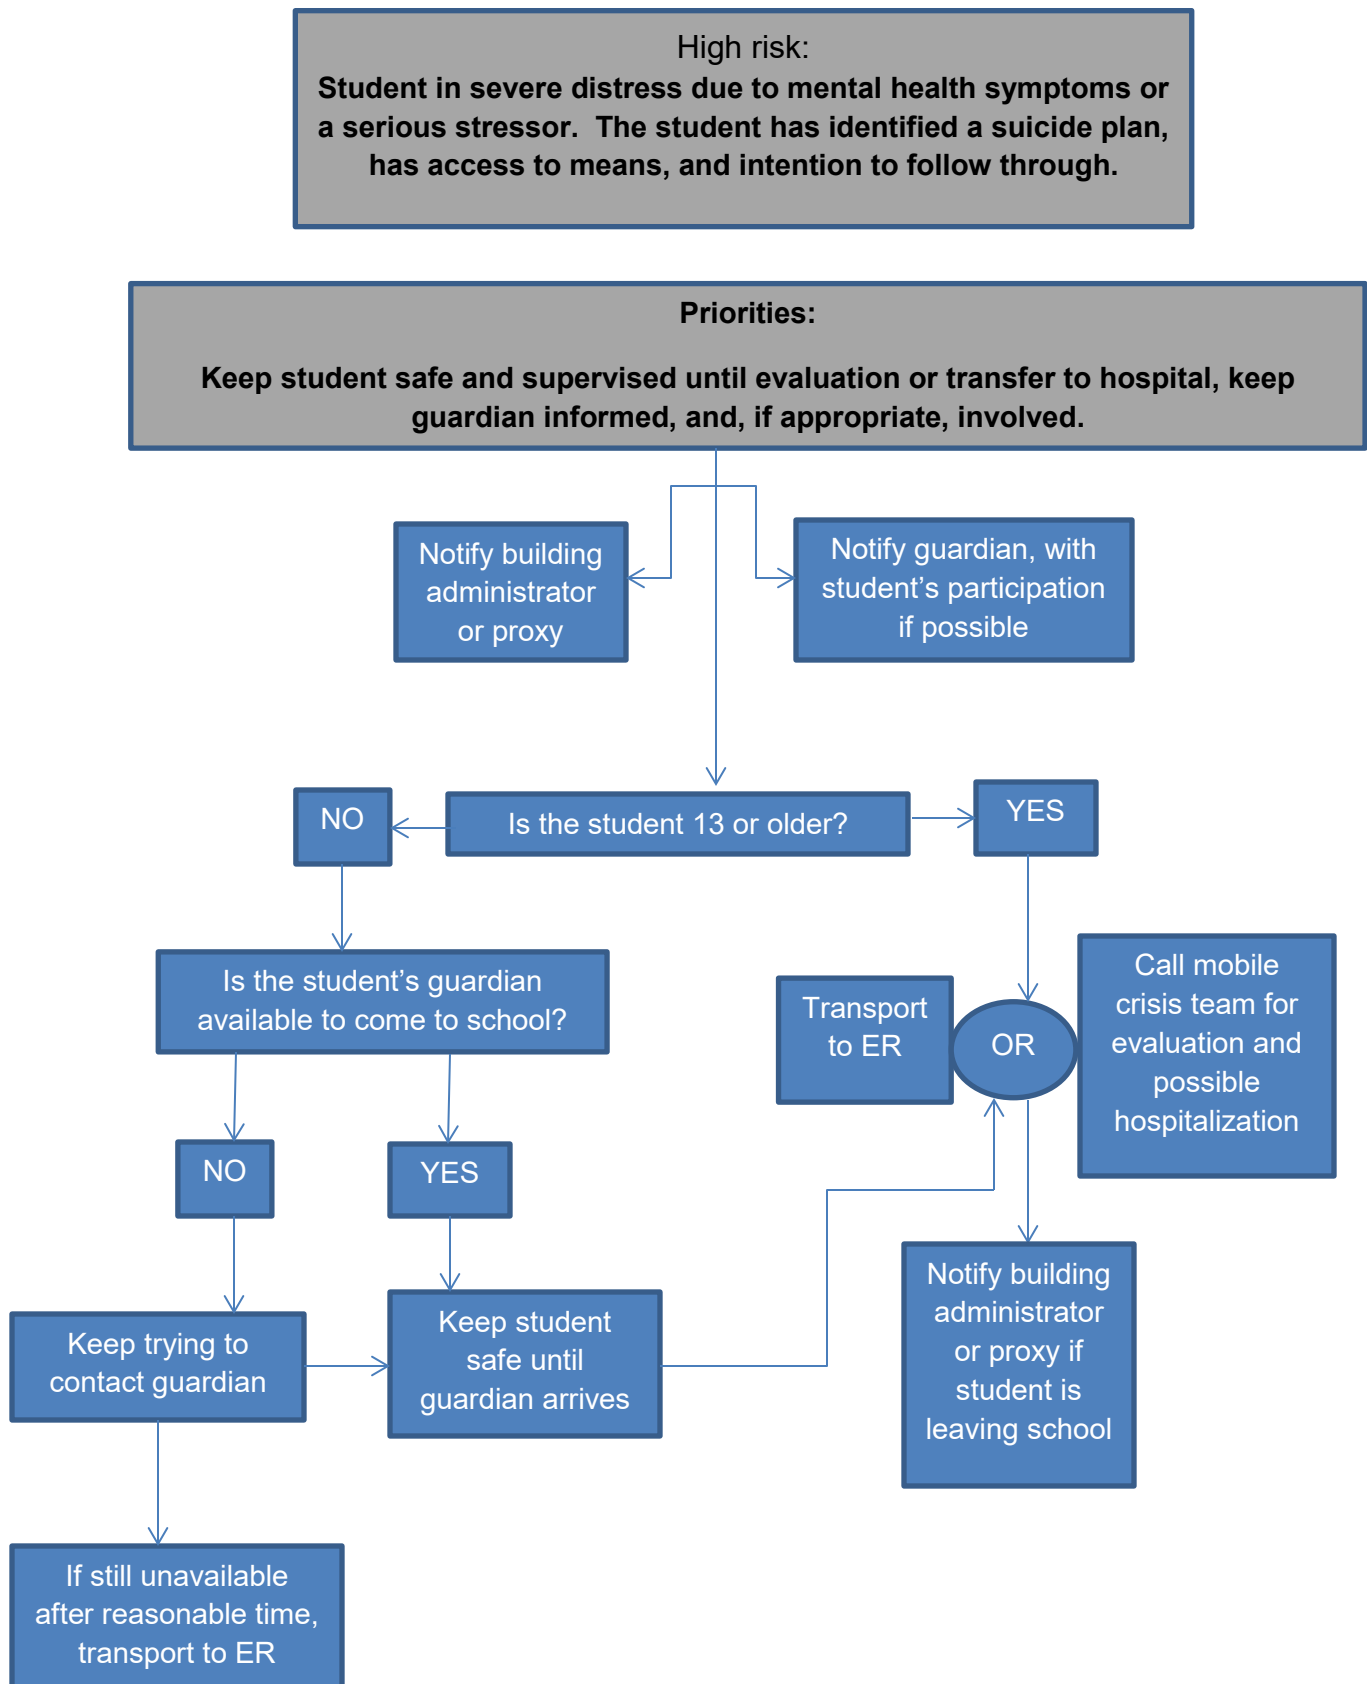 High risk:
Student in severe distress due to mental health symptoms or
a serious stressor.  The student has identified a suicide plan,
has access to means, and intention to follow through.
Priorities:
Keep student safe and supervised until evaluation or transfer to hospital, keep
guardian informed, and, if appropriate, involved.
Notify building
administrator
or proxy
Notify guardian, with
student’s participation
if possible
NO
Is the student 13 or older?
YES
Is the student’s guardian
available to come to school?
Transport
to ER
OR
Call mobile
crisis team for
evaluation and
possible
hospitalization
NO
YES
Keep trying to
contact guardian
Keep student
safe until
guardian arrives
Notify building
administrator
or proxy if
student is
leaving school
If still unavailable
after reasonable time,
transport to ER